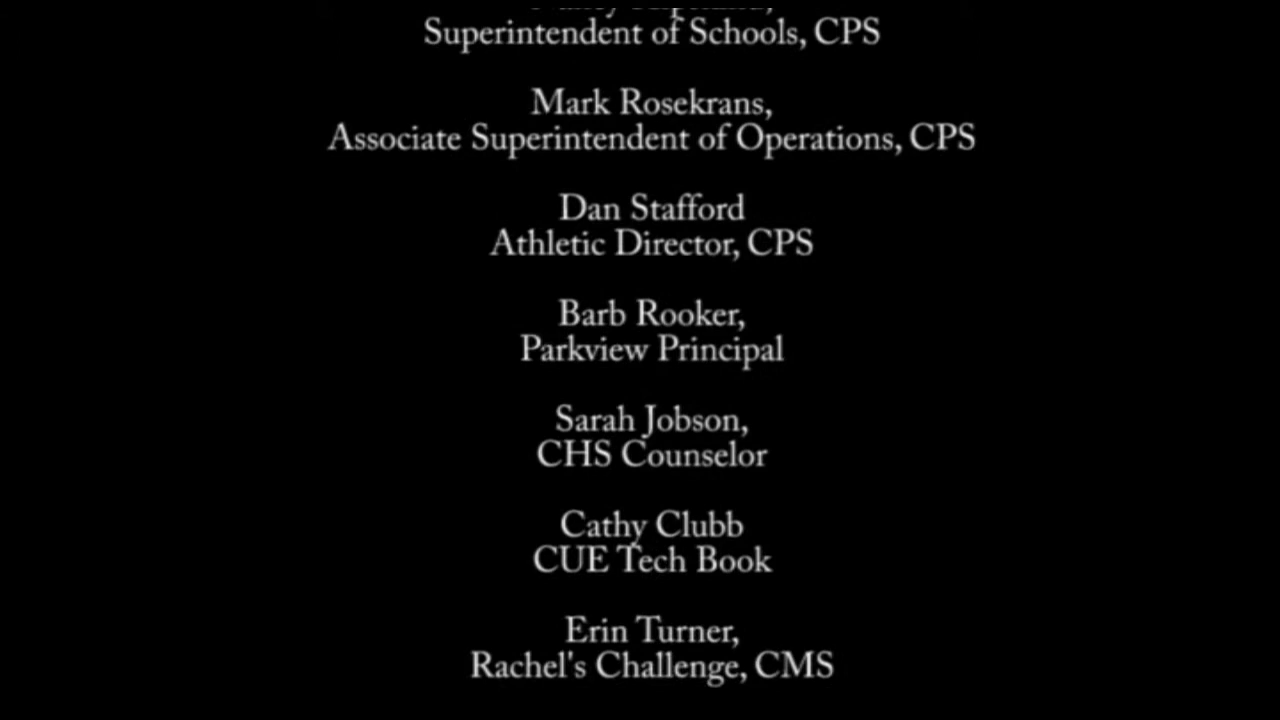 Superintendent of Schools, CPS
Mark Rosekrans,
Associate Superintendent of Operations, CPS
Dan Stafford
Athletic Director, CPS
Barb Rooker,
Parkview Principal
Sarah Jobson,
CHS Counselor
Cathy Clubb
CUE Tech Book
Erin Turner,
Rachel's Challenge, CMS